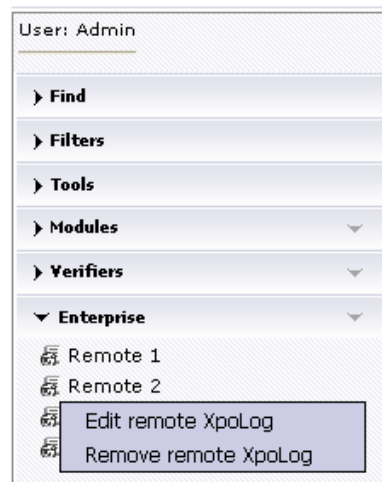 User: Admin
Find
Filters
Tools
Modules
Verifiers
Enterprise
Remote 1
Remote 2
Edit remote XpoLog
Remove remote XpoLog